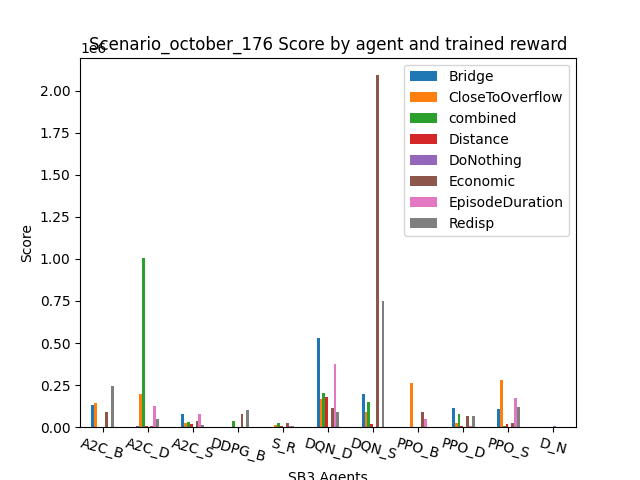 Scenario_october_176 Score by agent and trained reward
1e6
2.00
1.75
1.50
1.25
1.00
0.75
0.50
0.25
0.00
Score
Bridge
CloseToOverflow
combined
Distance
DoNothing
Economic
EpisodeDuration
Redisp
A2C_B
A2C_D
A2C_S
DDPG_B
S_R
DQN_D
DQN_S
PPO_B
PPO_D
PPO_S
D_N
SB3 Agents